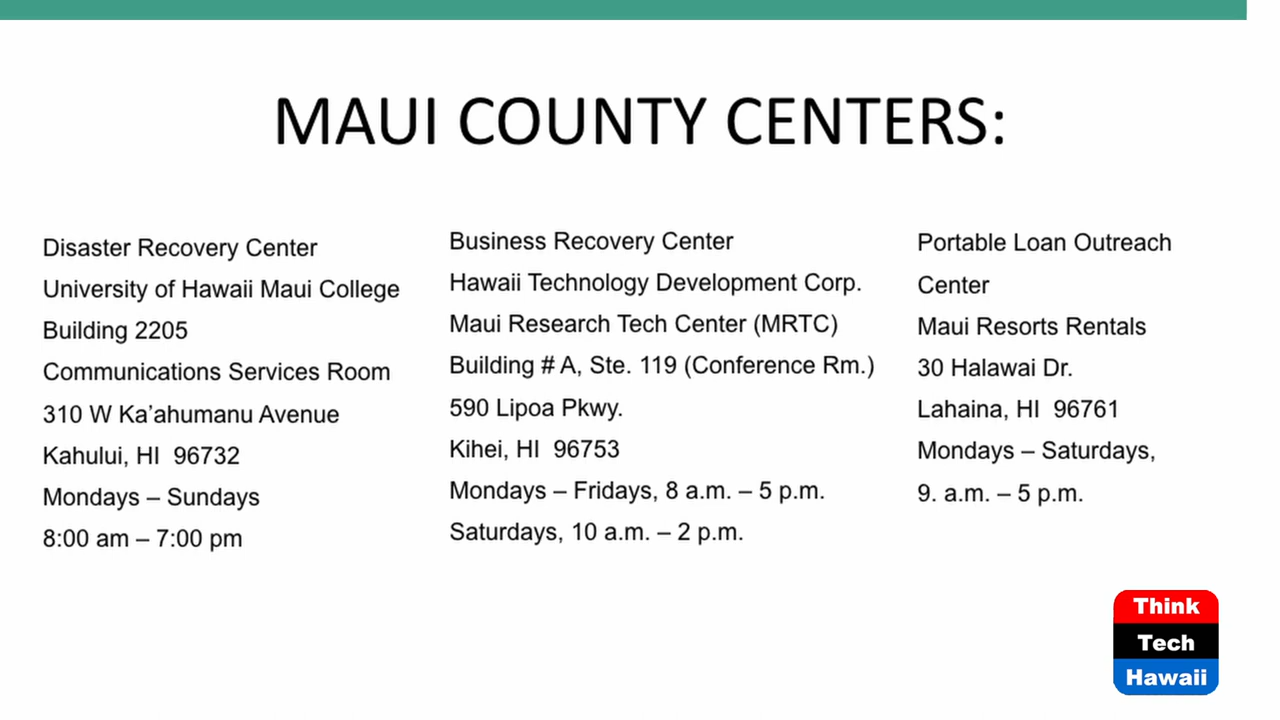 MAUI COUNTY CENTERS:
Disaster Recovery Center
University of Hawaii Maui College
Building 2205
Communications Services Room
310 W Ka’ahumanu Avenue
Kahului, HI  96732
Mondays – Sundays
8:00 am – 7:00 pm
Business Recovery Center
Hawaii Technology Development Corp.
Maui Research Tech Center (MRTC)
Building # A, Ste. 119 (Conference Rm.)
590 Lipoa Pkwy.
Kihei, HI  96753
Mondays – Fridays, 8 a.m. – 5 p.m.
Saturdays, 10 a.m. – 2 p.m.
Portable Loan Outreach
Center
Maui Resorts Rentals
30 Halawai Dr.
Lahaina, HI  96761
Mondays – Saturdays,
9. a.m. – 5 p.m.
Think
Tech
Hawaii